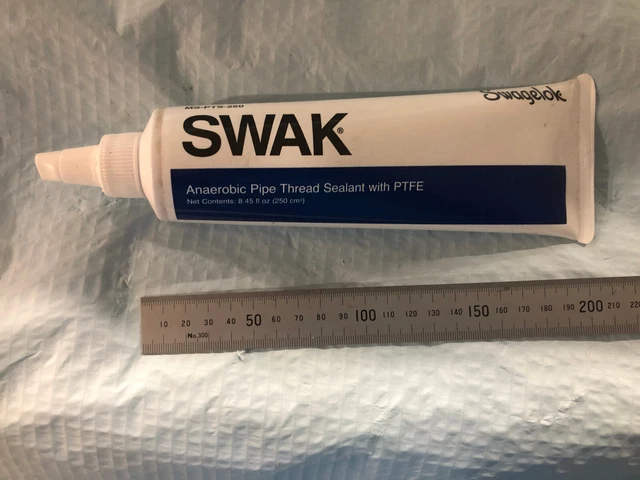 MS-PTS-250
Swagelok
SWAK®
Anaerobic Pipe Thread Sealant with PTFE
Net Contents: 8.45 fl oz (250 cm³)
10 20 30 40 50 60 70 80 90 100 110 120 130 140 150 160 170 180 190 200 210 22
No.300